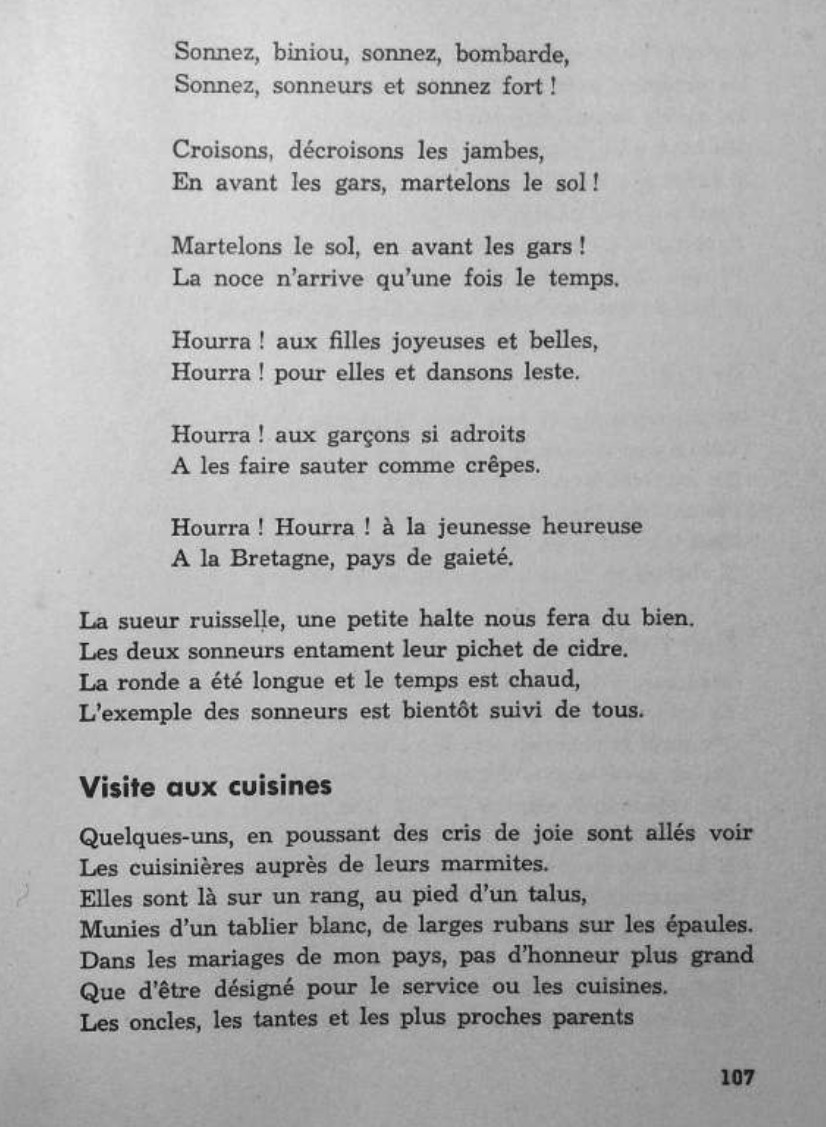 Sonnez, biniou, sonnez, bombarde,
Sonnez, sonneurs et sonnez fort !
Croisons, décroisons les jambes,
En avant les gars, martelons le sol !
Martelons le sol, en avant les gars !
La noce n'arrive qu'une fois le temps.
Hourra ! aux filles joyeuses et belles,
Hourra ! pour elles et dansons leste.
Hourra ! aux garçons si adroits
A les faire sauter comme crêpes.
Hourra ! Hourra ! à la jeunesse heureuse
A la Bretagne, pays de gaieté.
La sueur ruisselle, une petite halte nous fera du bien.
Les deux sonneurs entament leur pichet de cidre.
La ronde a été longue et le temps est chaud,
L'exemple des sonneurs est bientôt suivi de tous.
Visite aux cuisines
Quelques-uns, en poussant des cris de joie sont allés voir
Les cuisinières auprès de leurs marmites.
Elles sont là sur un rang, au pied d'un talus,
Munies d'un tablier blanc, de larges rubans sur les épaules.
Dans les mariages de mon pays, pas d'honneur plus grand
Que d'être désigné pour le service ou les cuisines.
Les oncles, les tantes et les plus proches parents
107